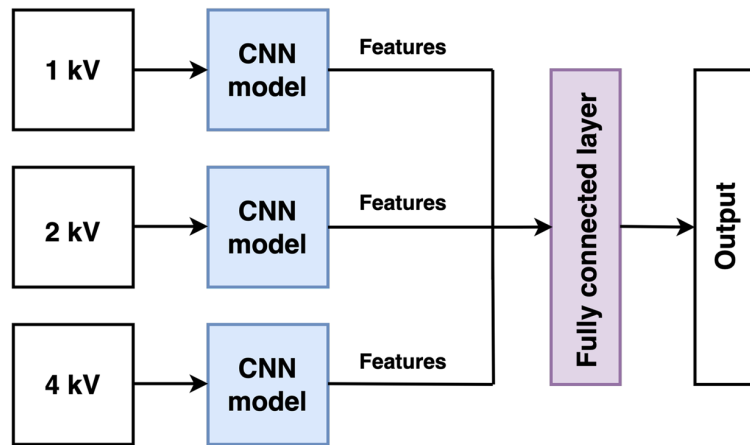 1 kV
CNN
model
Features
2 kV
CNN
model
Features
4 kV
CNN
model
Features
Fully connected layer
Output